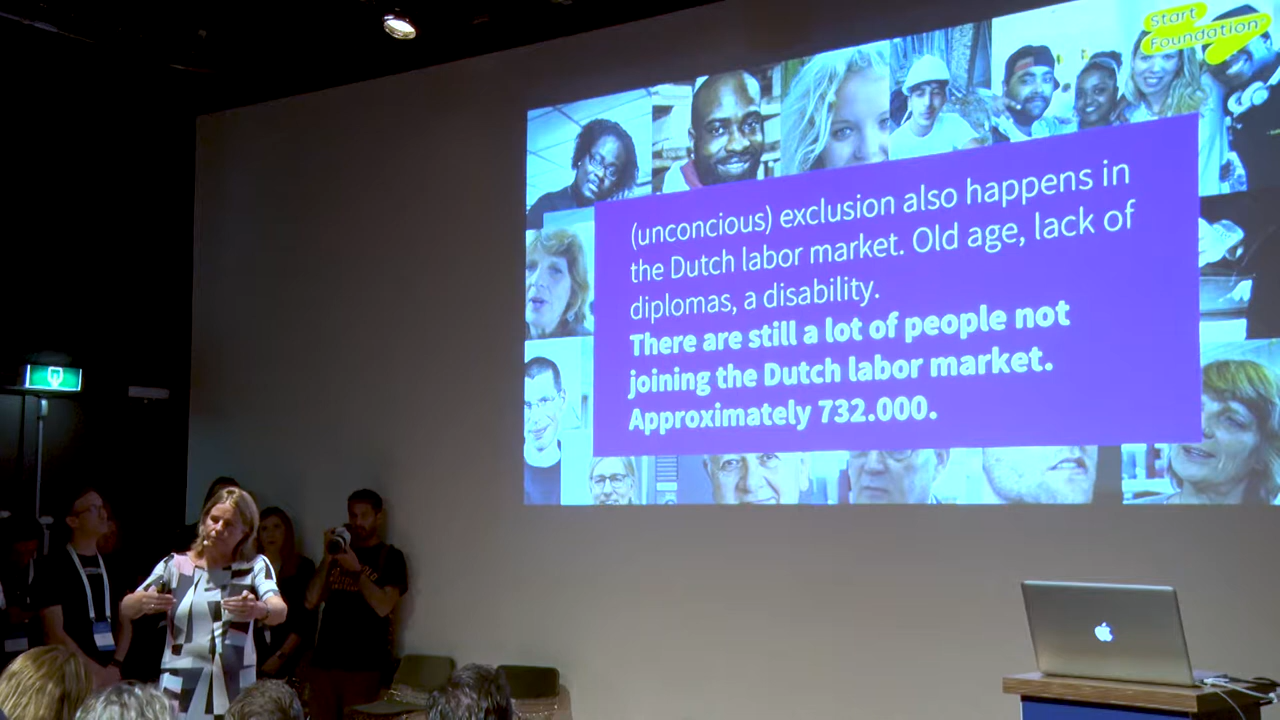 Start
Foundation
(unconcious) exclusion also happens in
the Dutch labor market. Old age, lack of
diplomas, a disability.
There are still a lot of people not
joining the Dutch labor market.
Approximately 732.000.